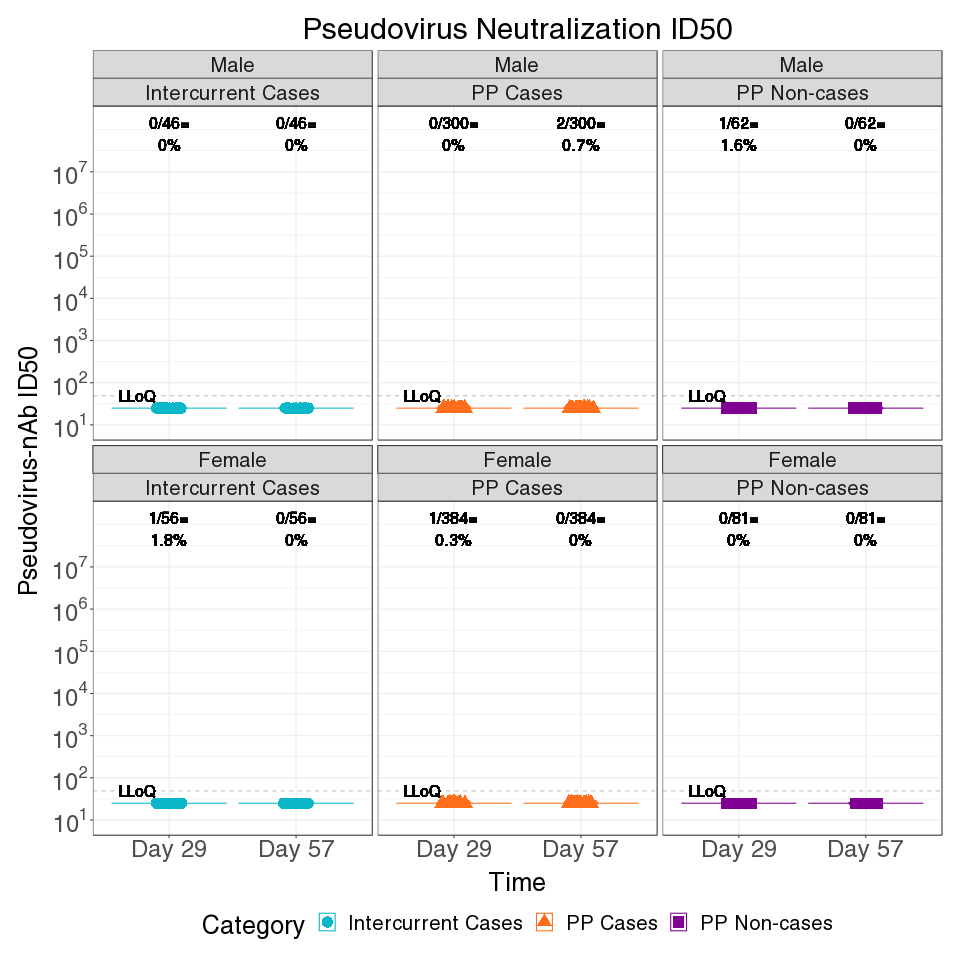 Pseudovirus Neutralization ID50
Male Male Male
Intercurrent Cases PP Cases PP Non-cases
0/46= 0/46= 0/300= 2/300= 1/62= 0/62=
0% 0% 0% 0.7% 1.6% 0%
10^7
10^6
10^5
10^4
10^3
10^2
LLoQ LLoQ LLoQ
10^1
Female Female Female
Intercurrent Cases PP Cases PP Non-cases
1/56= 0/56= 1/384= 0/384= 0/81= 0/81=
1.8% 0% 0.3% 0% 0% 0%
10^7
10^6
10^5
10^4
10^3
10^2
LLoQ LLoQ LLoQ
10^1
Pseudovirus-nAb ID50
Day 29 Day 57 Day 29 Day 57 Day 29 Day 57
Time
Category Intercurrent Cases PP Cases PP Non-cases